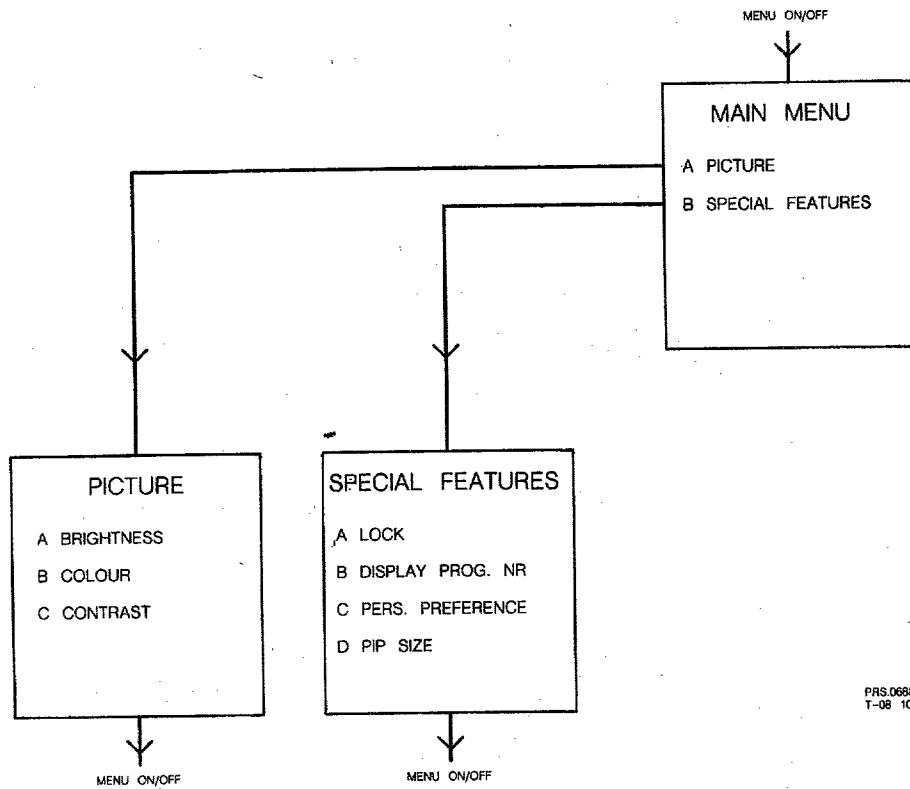 MENU ON/OFF
MAIN MENU
A PICTURE
B SPECIAL FEATURES
PICTURE
A BRIGHTNESS
B COLOUR
C CONTRAST
SPECIAL FEATURES
A LOCK
B DISPLAY PROG. NR
C PERS. PREFERENCE
D PIP SIZE
MENU ON/OFF
MENU ON/OFF
T-08